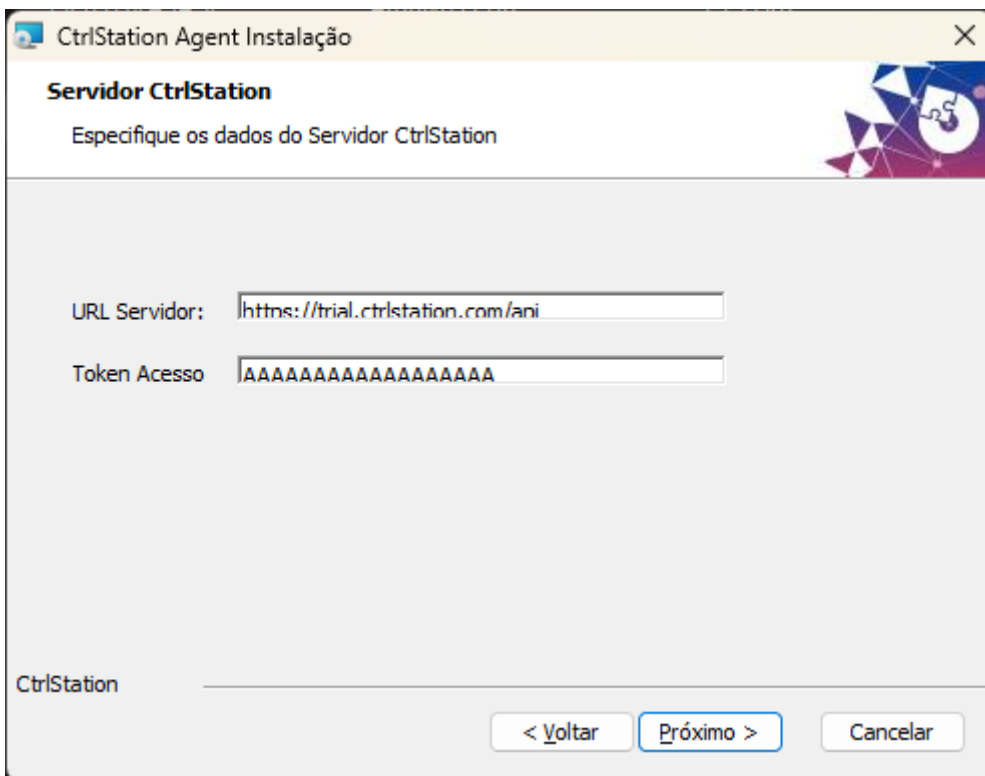 CtrlStation Agent Instalação
Servidor CtrlStation
Especifique os dados do Servidor CtrlStation
URL Servidor: https://trial.ctrlstation.com/api
Token Acesso AAAAAAAAAAAAAAAAAA
CtrlStation
< Voltar Próximo > Cancelar